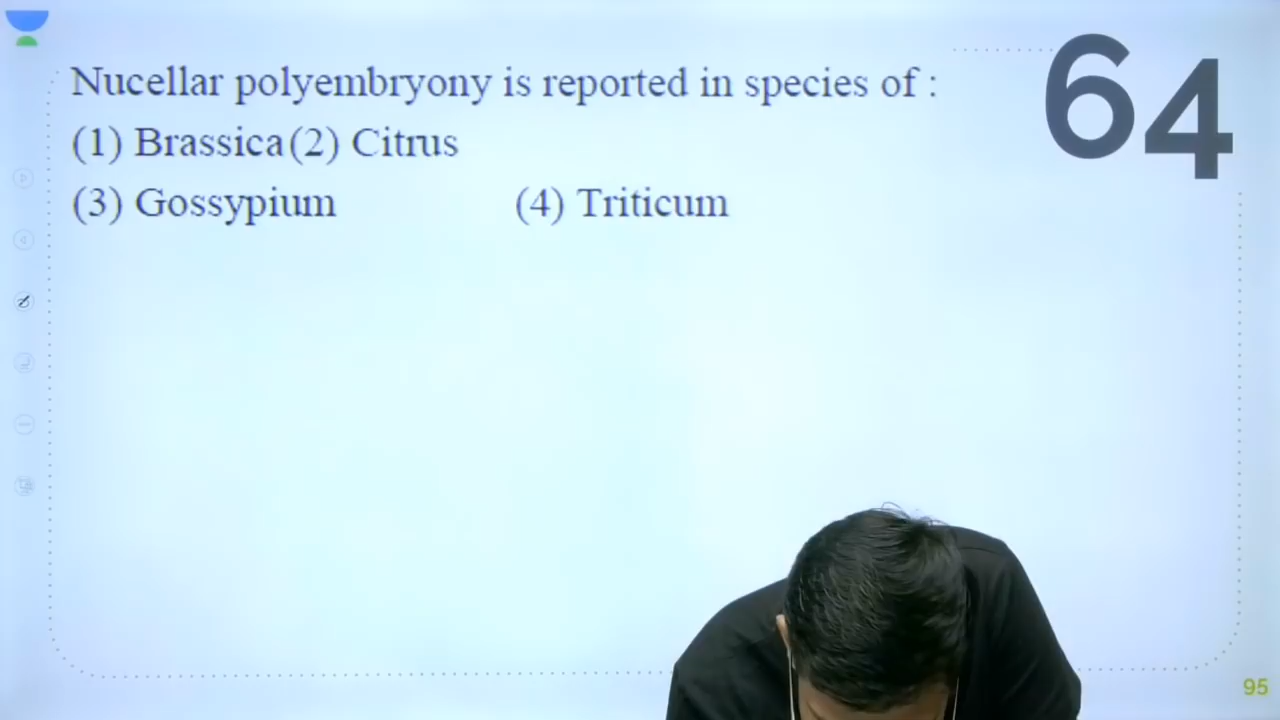 64
Nucellar polyembryony is reported in species of :
(1) Brassica (2) Citrus
(3) Gossypium (4) Triticum
95